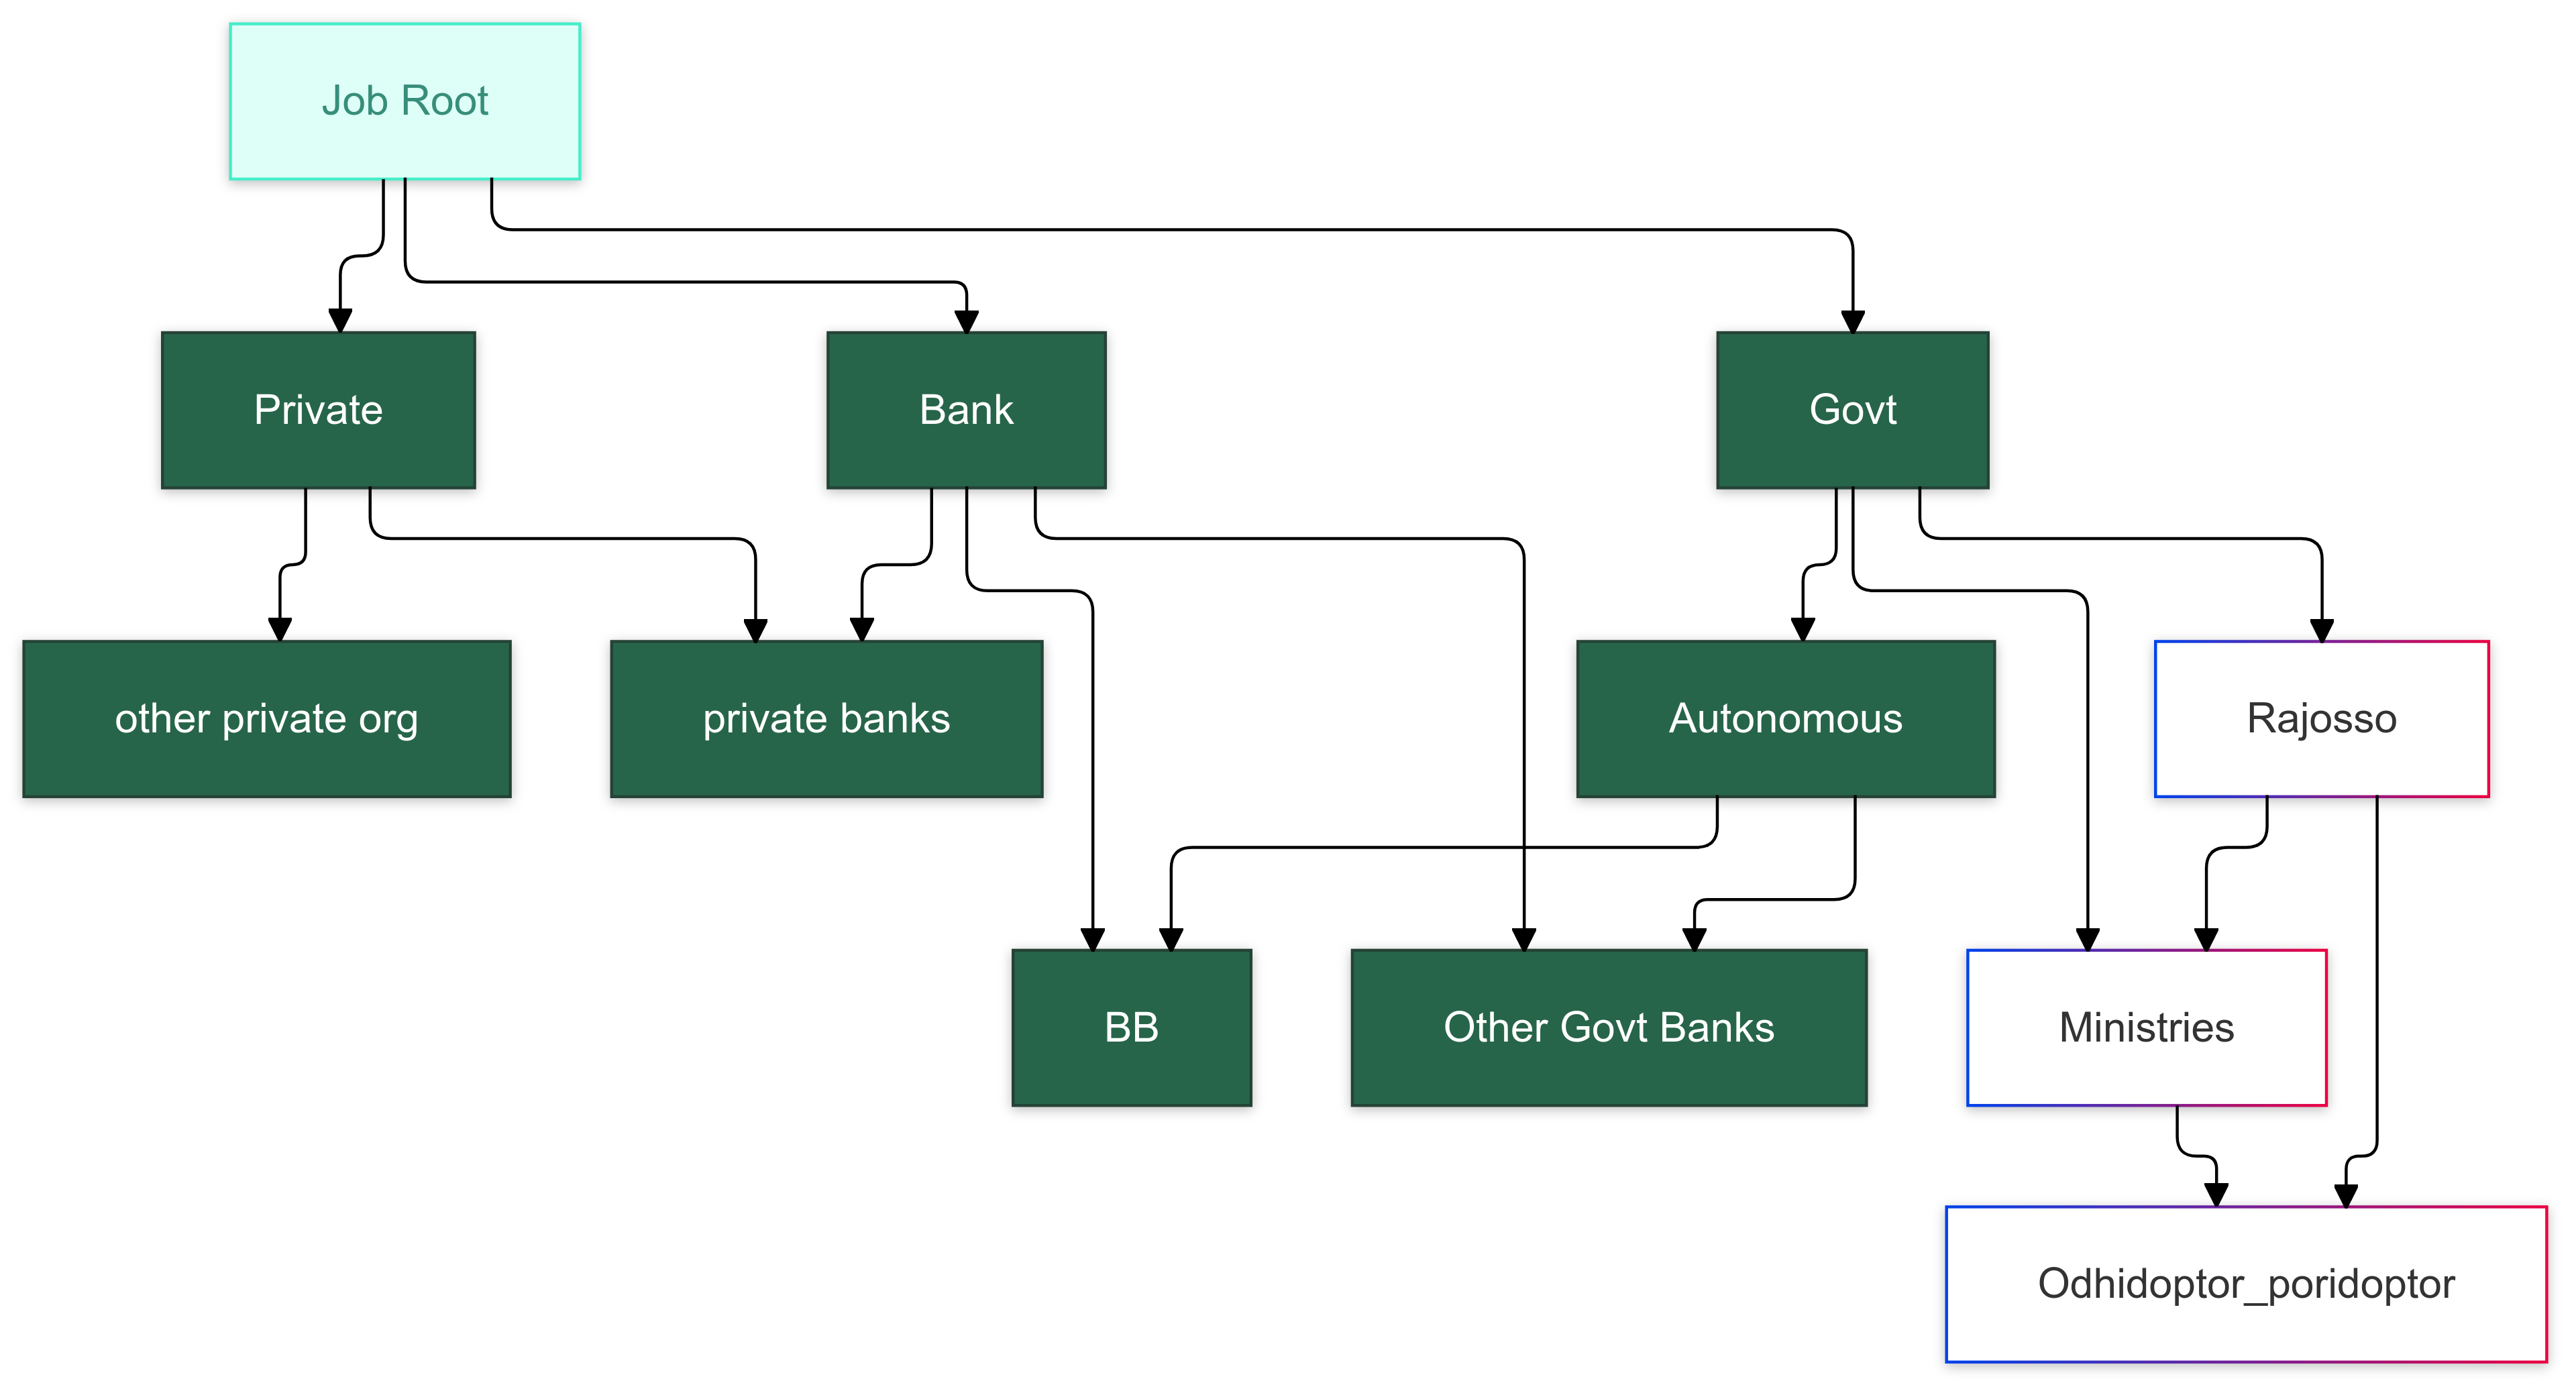 Job Root
Private
Bank
Govt
other private org
private banks
Autonomous
Rajosso
BB
Other Govt Banks
Ministries
Odhidoptor_poridoptor